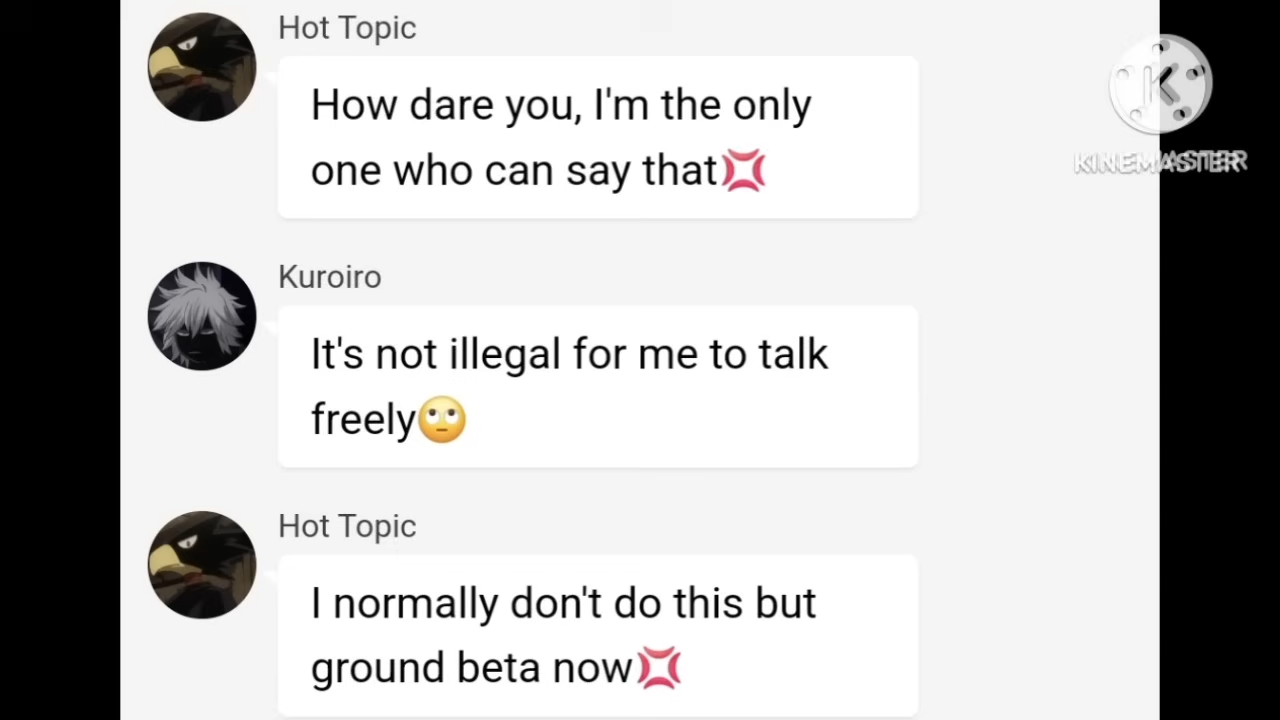 Hot Topic
How dare you, I'm the only
one who can say that💢
Kuroiro
It's not illegal for me to talk
freely🙄
Hot Topic
I normally don't do this but
ground beta now💢
K
KINEMASTER